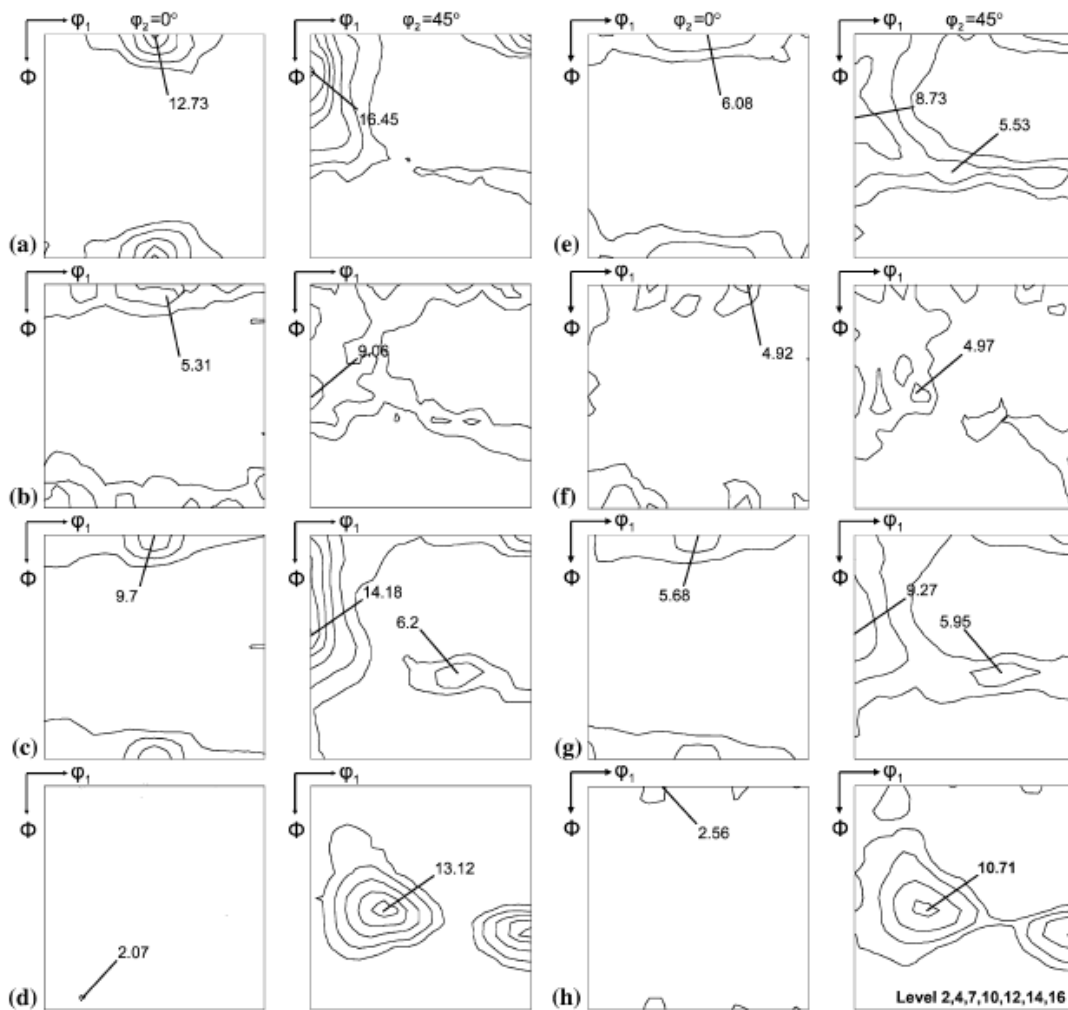 φ₁ φ₂=0° φ₂=45° φ₁ φ₂=0° φ₂=45°
Φ Φ Φ Φ
12.73 16.45 6.08 8.73
5.53
(a) (e)
φ₁ φ₁ φ₁ φ₁
Φ Φ Φ Φ
5.31 9.06 4.92 4.97
(b) (f)
φ₁ φ₁ φ₁ φ₁
Φ Φ Φ Φ
9.7 14.18 5.68 9.27
6.2 5.95
(c) (g)
φ₁ φ₁ φ₁ φ₁
Φ Φ Φ Φ
2.07 13.12 2.56 10.71
(d) (h) Level 2,4,7,10,12,14,16